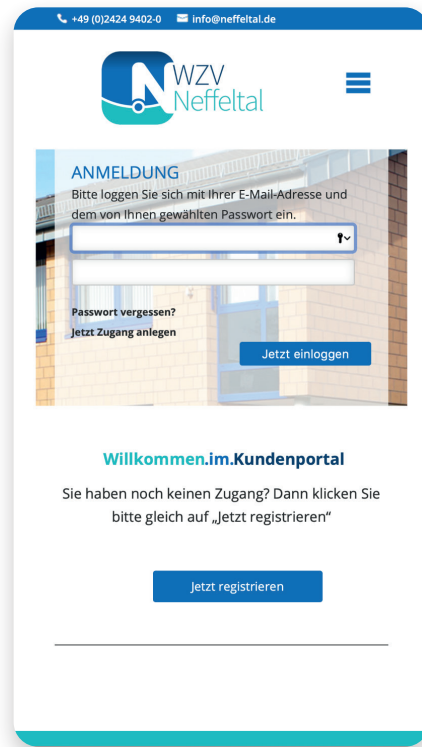 +49 (0)2424 9402-0 info@neffeltal.de
WZV
Neffeltal
ANMELDUNG
Bitte loggen Sie sich mit Ihrer E-Mail-Adresse und
dem von Ihnen gewählten Passwort ein.
Passwort vergessen?
Jetzt Zugang anlegen
Jetzt einloggen
Willkommen.im.Kundenportal
Sie haben noch keinen Zugang? Dann klicken Sie
bitte gleich auf „Jetzt registrieren“
Jetzt registrieren